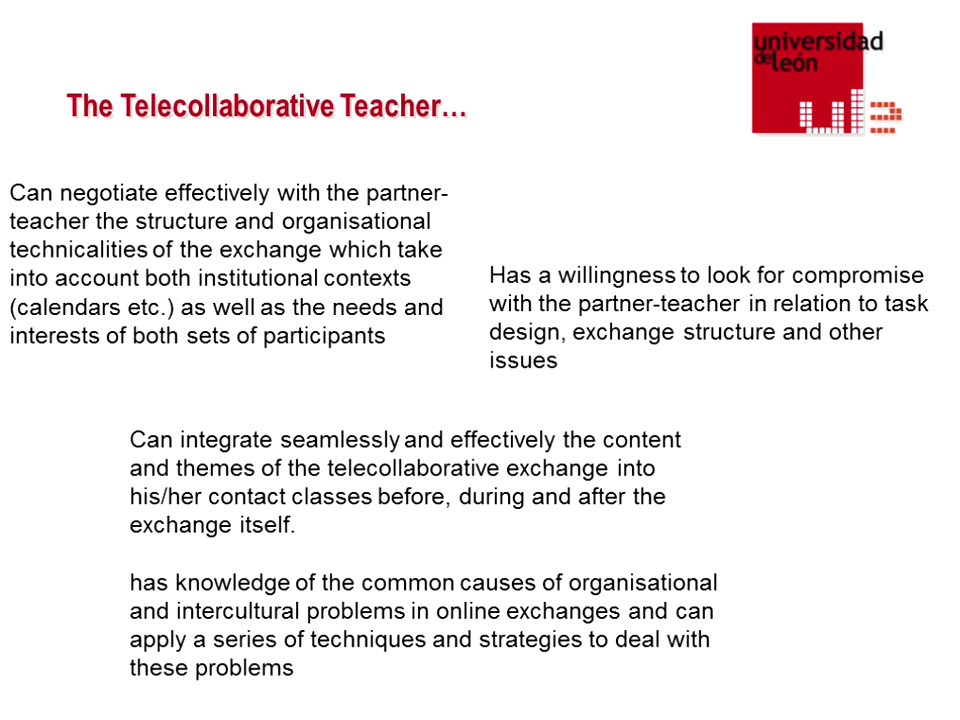 universidad
de león
The Telecollaborative Teacher…
Can negotiate effectively with the partner-
teacher the structure and organisational
technicalities of the exchange which take
into account both institutional contexts
(calendars etc.) as well as the needs and
interests of both sets of participants
Has a willingness to look for compromise
with the partner-teacher in relation to task
design, exchange structure and other
issues
Can integrate seamlessly and effectively the content
and themes of the telecollaborative exchange into
his/her contact classes before, during and after the
exchange itself.
has knowledge of the common causes of organisational
and intercultural problems in online exchanges and can
apply a series of techniques and strategies to deal with
these problems